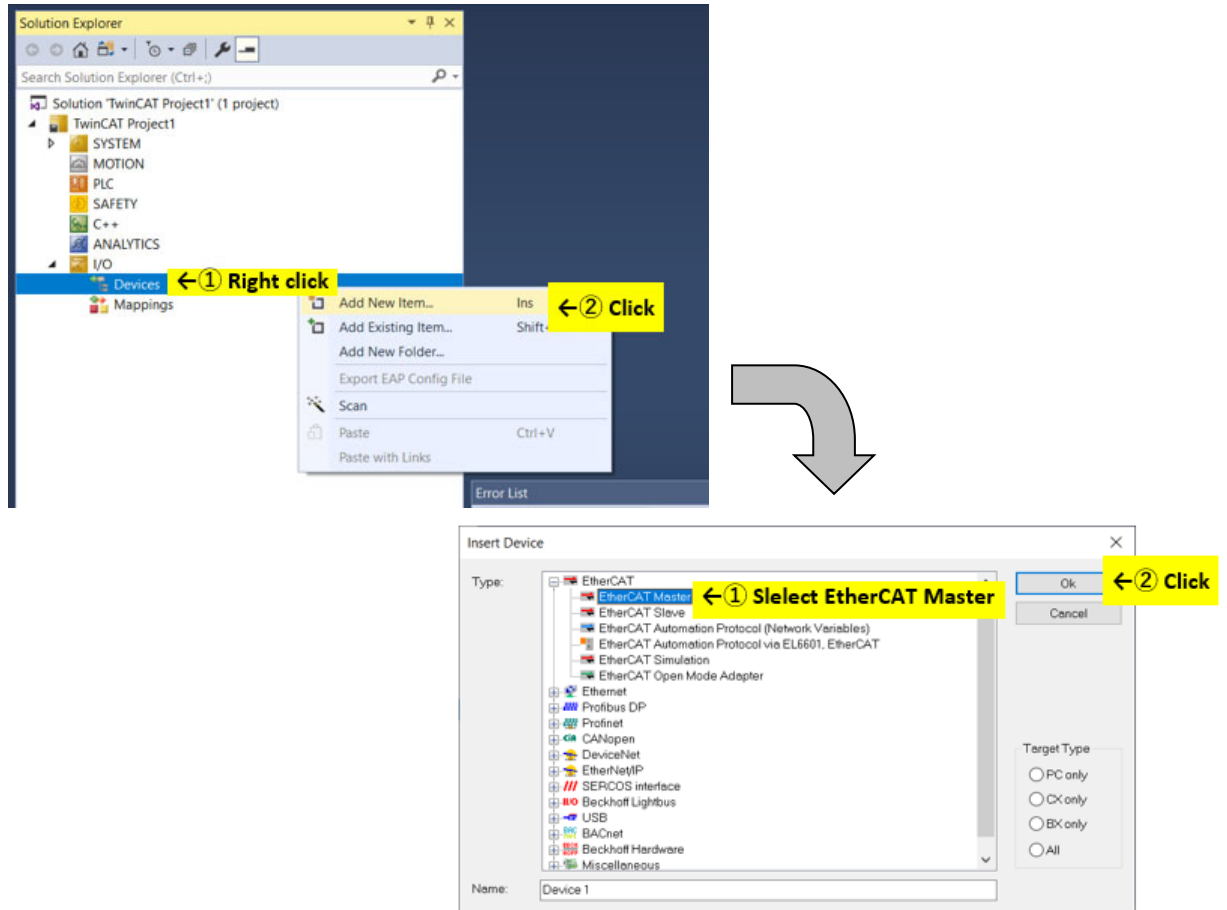 Solution Explorer
Search Solution Explorer (Ctrl+;)
Solution 'TwinCAT Project1' (1 project)
TwinCAT Project1
SYSTEM
MOTION
PLC
SAFETY
C++
ANALYTICS
I/O
Devices ←① Right click
Mappings
Add New Item... Ins ←② Click
Add Existing Item... Shift+
Add New Folder...
Export EAP Config File
Scan
Paste Ctrl+V
Paste with Links
Error List
Insert Device
Type:
EtherCAT
EtherCAT Master ←① Slelect EtherCAT Master
EtherCAT Slave
EtherCAT Automation Protocol (Network Variables)
EtherCAT Automation Protocol via EL6601, EtherCAT
EtherCAT Simulation
EtherCAT Open Mode Adapter
Ethernet
Profibus DP
Profinet
CANopen
DeviceNet
EtherNet/IP
SERCOS interface
Beckhoff Lightbus
USB
BACnet
Beckhoff Hardware
Miscellaneous
Ok ←② Click
Cancel
Target Type
PC only
CX only
BX only
All
Name: Device 1